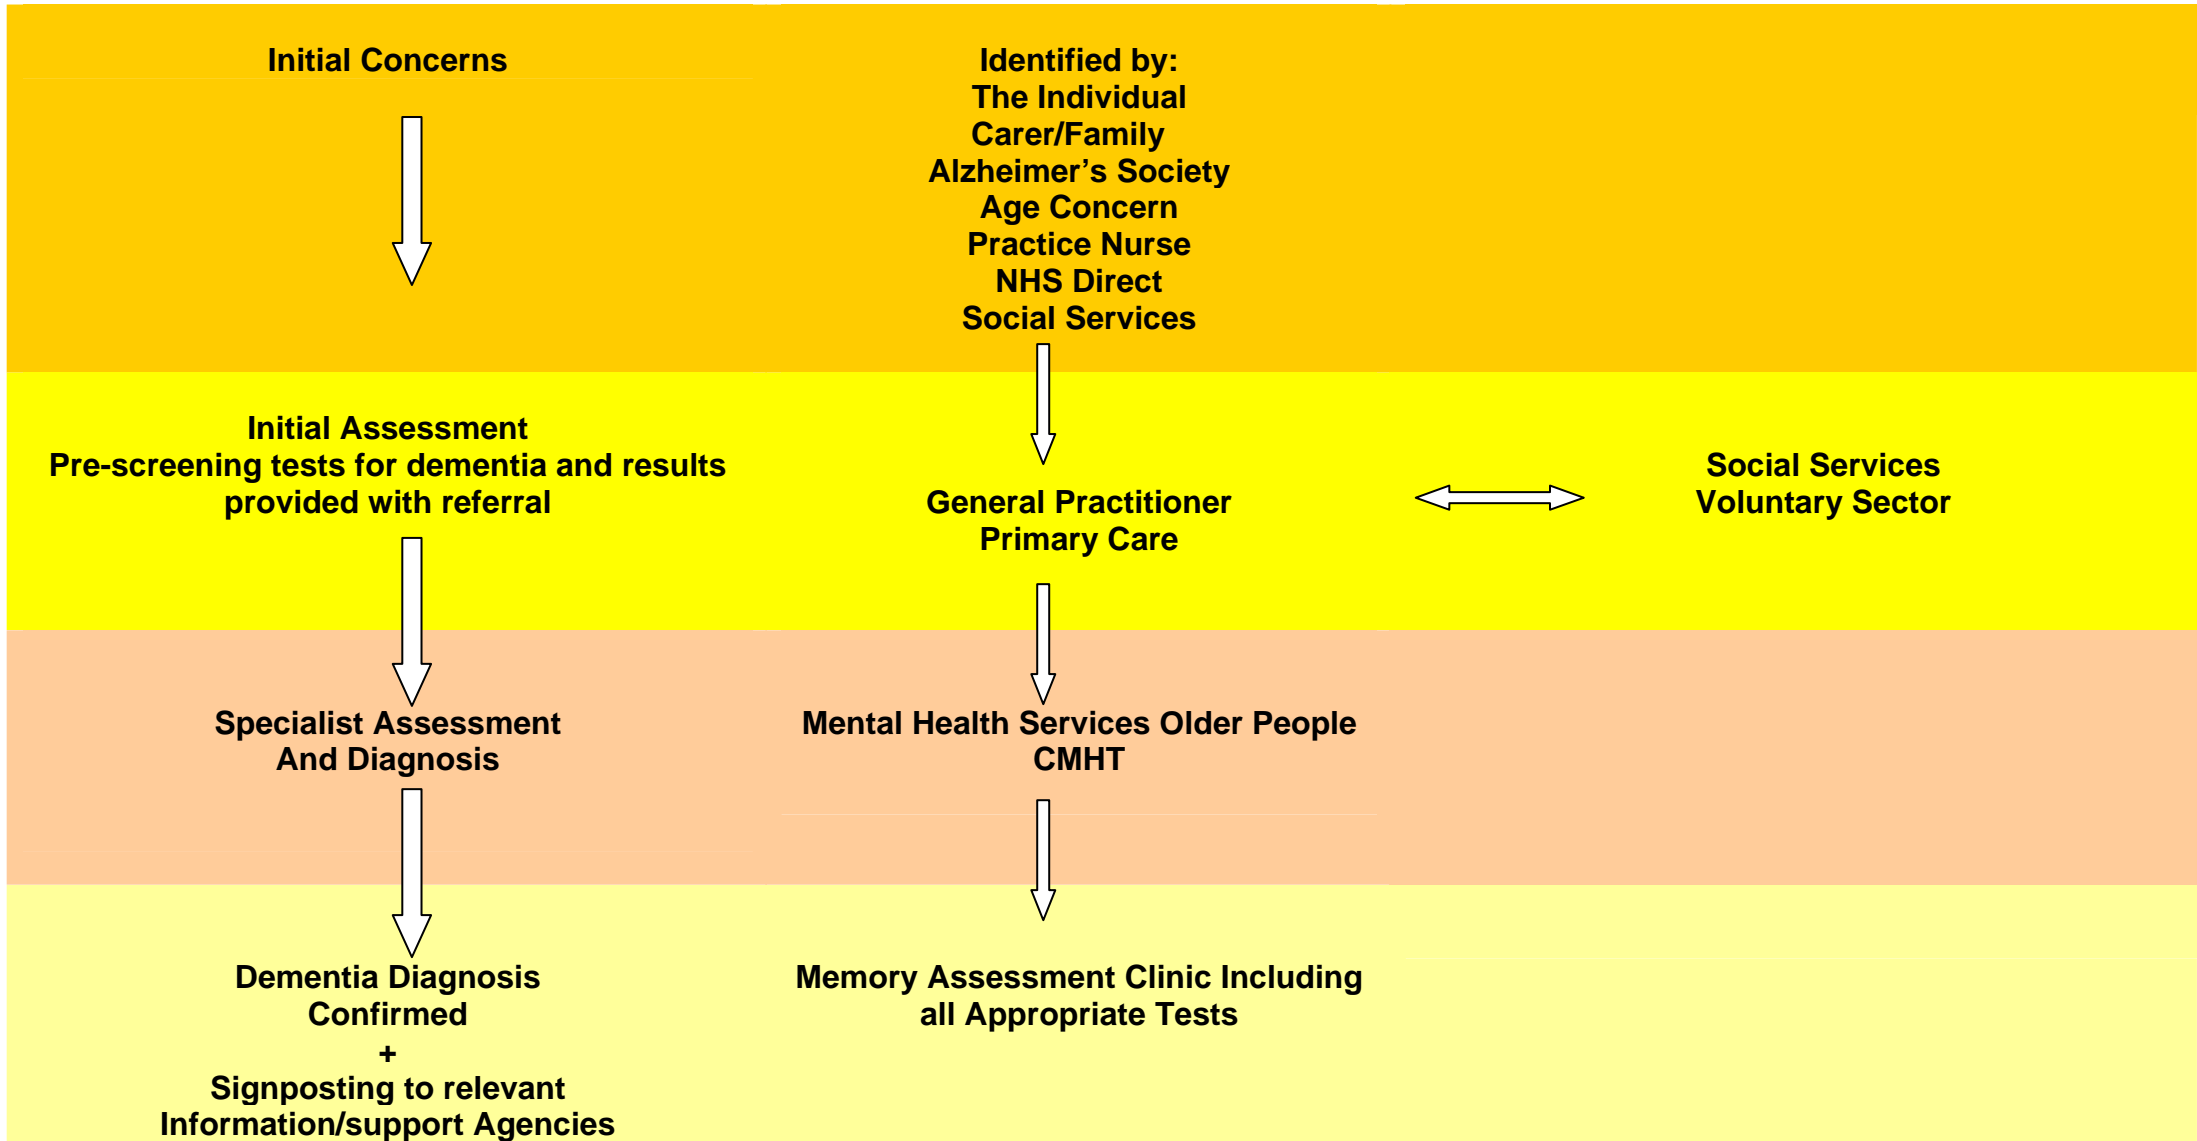 Initial Concerns
Identified by:
The Individual
Carer/Family
Alzheimer’s Society
Age Concern
Practice Nurse
NHS Direct
Social Services
Initial Assessment
Pre-screening tests for dementia and results
provided with referral
General Practitioner
Primary Care
Social Services
Voluntary Sector
Specialist Assessment
And Diagnosis
Mental Health Services Older People
CMHT
Dementia Diagnosis
Confirmed
+
Signposting to relevant
Information/support Agencies
Memory Assessment Clinic Including
all Appropriate Tests